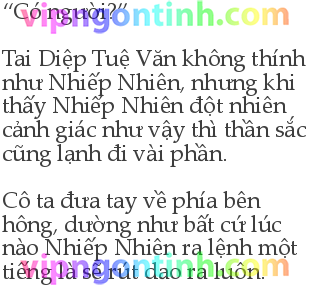 “Có người?”
vipngontinh.com
Tai Diệp Tuệ Văn không thính
như Nhiếp Nhiên, nhưng khi
thấy Nhiếp Nhiên đột nhiên
cảnh giác như vậy thì thần sắc
cũng lạnh đi vài phần.
Cô ta đưa tay về phía bên
hông, dường như bất cứ lúc
nào Nhiếp Nhiên ra lệnh một
tiếng là sẽ rút dao ra luôn.
vipngontinh.com